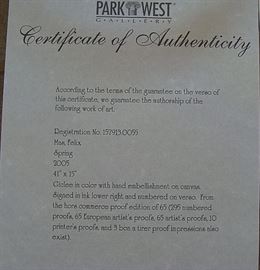 PARK WEST
GALLERY
Certificate of Authenticity
According to the terms of the guarantee on the verso of
this certificate, we guarantee the authorship of the
following work of art.
Registration No. 157913.0055
Mas, Felix
Spring
2005
41" x 15"
Giclee in color with hand embellishment on canvas.
Signed in ink lower right and numbered on verso. From
the hors commerce proof edition of 65 (295 numbered
proofs, 65 European artist's proofs, 65 artist's proofs, 10
printer's proofs, and 3 bon a tirer proof impressions also
exist).